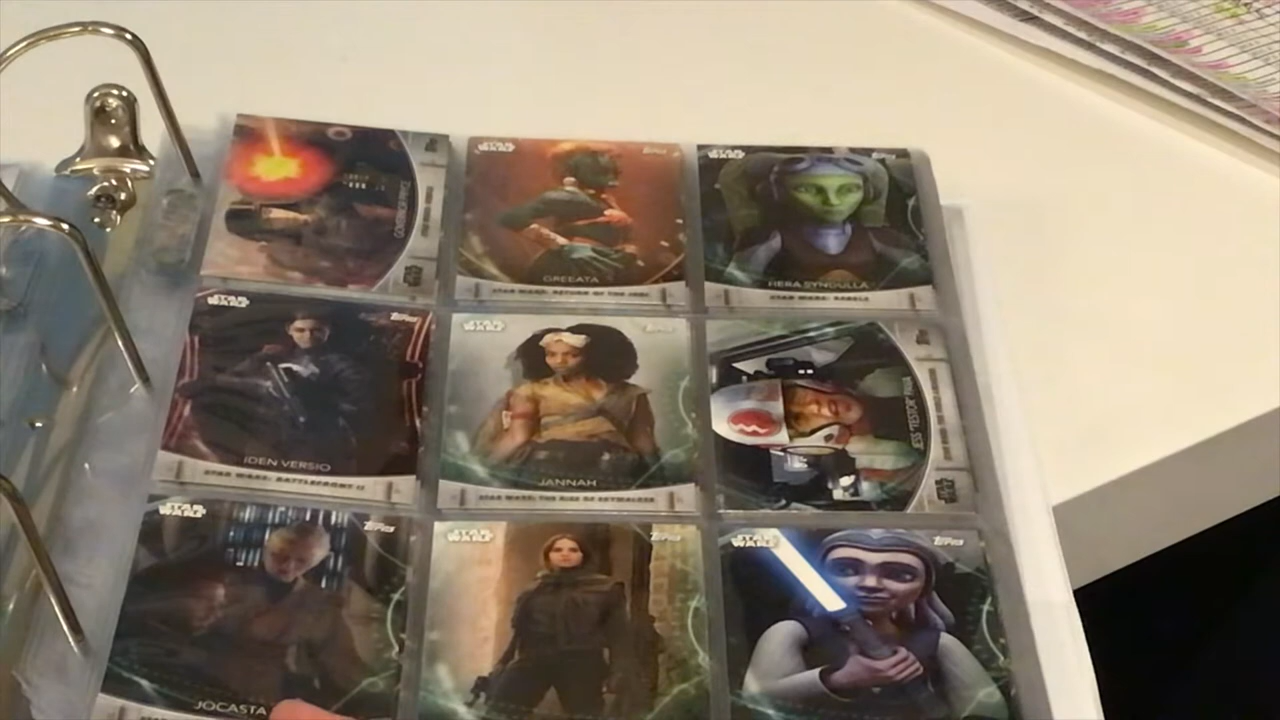 STAR WARS Topps
GREEATA
STAR WARS: RETURN OF THE JEDI
STAR WARS Topps
HERA SYNDULLA
STAR WARS: REBELS
STAR WARS Topps
IDEN VERSIO
STAR WARS: BATTLEFRONT II
STAR WARS Topps
JANNAH
STAR WARS: THE RISE OF SKYWALKER
JESS "TESTOR" PAVA
STAR WARS
STAR WARS Topps
JOCASTA
STAR WARS Topps
STAR WARS Topps